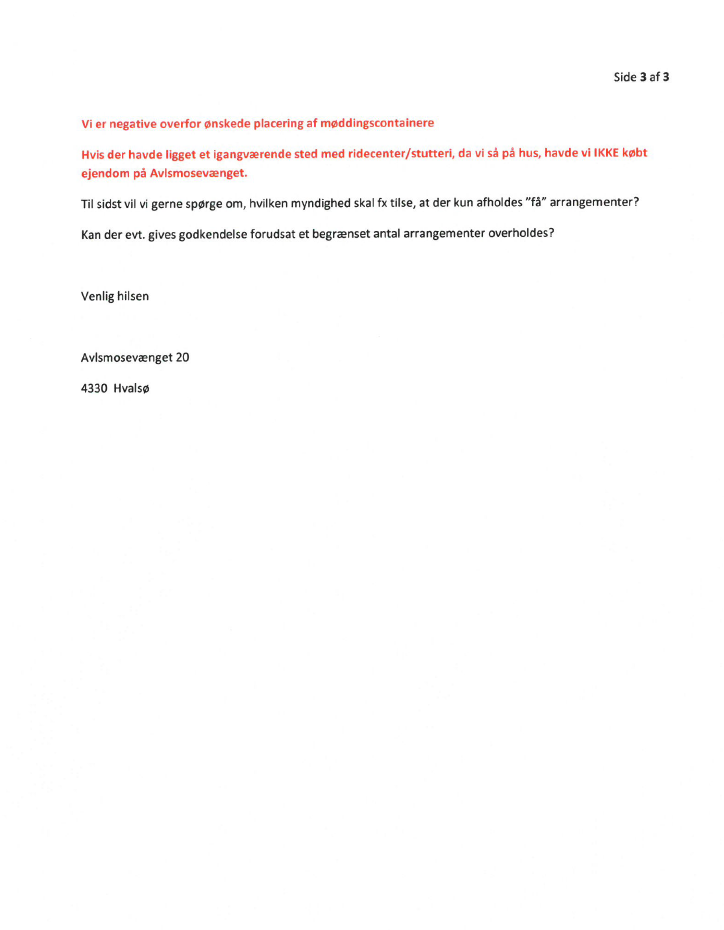 Side 3 af 3
Vi er negative overfor ønskede placering af møddingscontainere
Hvis der havde ligget et igangværende sted med ridecenter/stutteri, da vi så på hus, havde vi IKKE købt
ejendom på Avlsmosevænget.
Til sidst vil vi gerne spørge om, hvilken myndighed skal fx tilse, at der kun afholdes "få" arrangementer?
Kan der evt. gives godkendelse forudsat et begrænset antal arrangementer overholdes?
Venlig hilsen
Avlsmosevænget 20
4330 Hvalsø